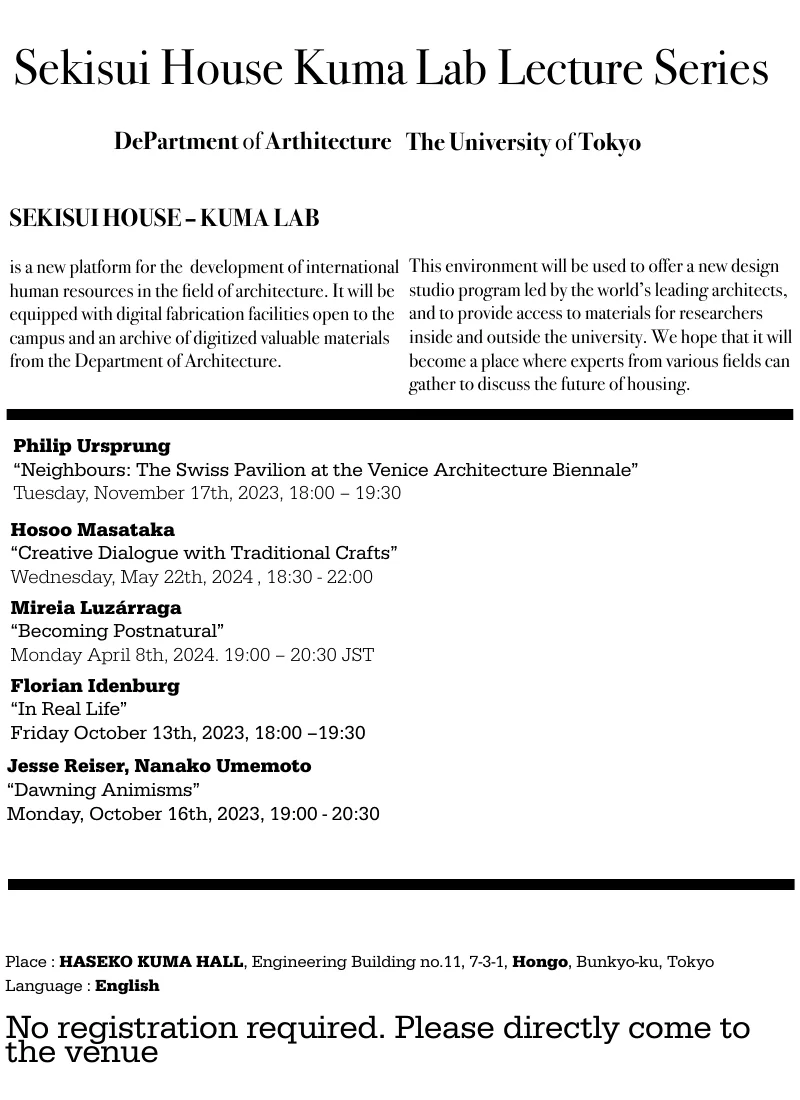 Sekisui House Kuma Lab Lecture Series
DePartment of Arthitecture The University of Tokyo
SEKISUI HOUSE – KUMA LAB
is a new platform for the development of international
human resources in the field of architecture. It will be
equipped with digital fabrication facilities open to the
campus and an archive of digitized valuable materials
from the Department of Architecture.
This environment will be used to offer a new design
studio program led by the world’s leading architects,
and to provide access to materials for researchers
inside and outside the university. We hope that it will
become a place where experts from various fields can
gather to discuss the future of housing.
Philip Ursprung
“Neighbours: The Swiss Pavilion at the Venice Architecture Biennale”
Tuesday, November 17th, 2023, 18:00 – 19:30
Hosoo Masataka
“Creative Dialogue with Traditional Crafts”
Wednesday, May 22th, 2024 , 18:30 - 22:00
Mireia Luzárraga
“Becoming Postnatural”
Monday April 8th, 2024. 19:00 – 20:30 JST
Florian Idenburg
“In Real Life”
Friday October 13th, 2023, 18:00 –19:30
Jesse Reiser, Nanako Umemoto
“Dawning Animisms”
Monday, October 16th, 2023, 19:00 - 20:30
Place : HASEKO KUMA HALL, Engineering Building no.11, 7-3-1, Hongo, Bunkyo-ku, Tokyo
Language : English
No registration required. Please directly come to
the venue